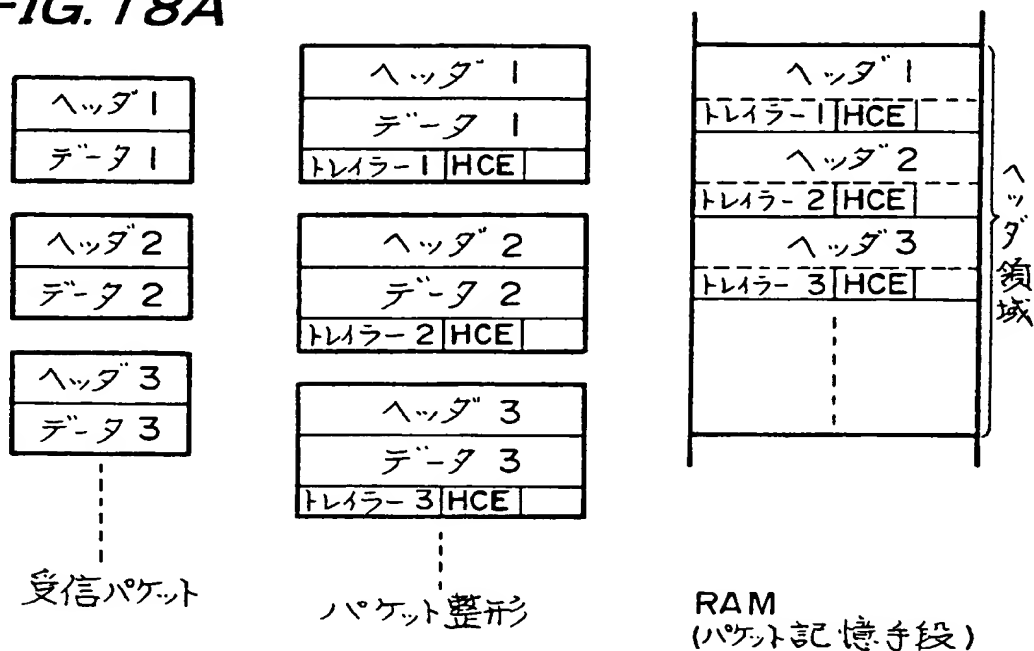 FIG. 18A
ヘッダ 1
データ 1
ヘッダ 2
データ 2
ヘッダ 3
データ 3
受信パケット
ヘッダ 1
データ 1
トレイラー 1 HCE
ヘッダ 2
データ 2
トレイラー 2 HCE
ヘッダ 3
データ 3
トレイラー 3 HCE
パケット整形
ヘッダ 1
トレイラー 1 HCE
ヘッダ 2
トレイラー 2 HCE
ヘッダ 3
トレイラー 3 HCE
ヘッダ領域
RAM
(パケット記憶手段)